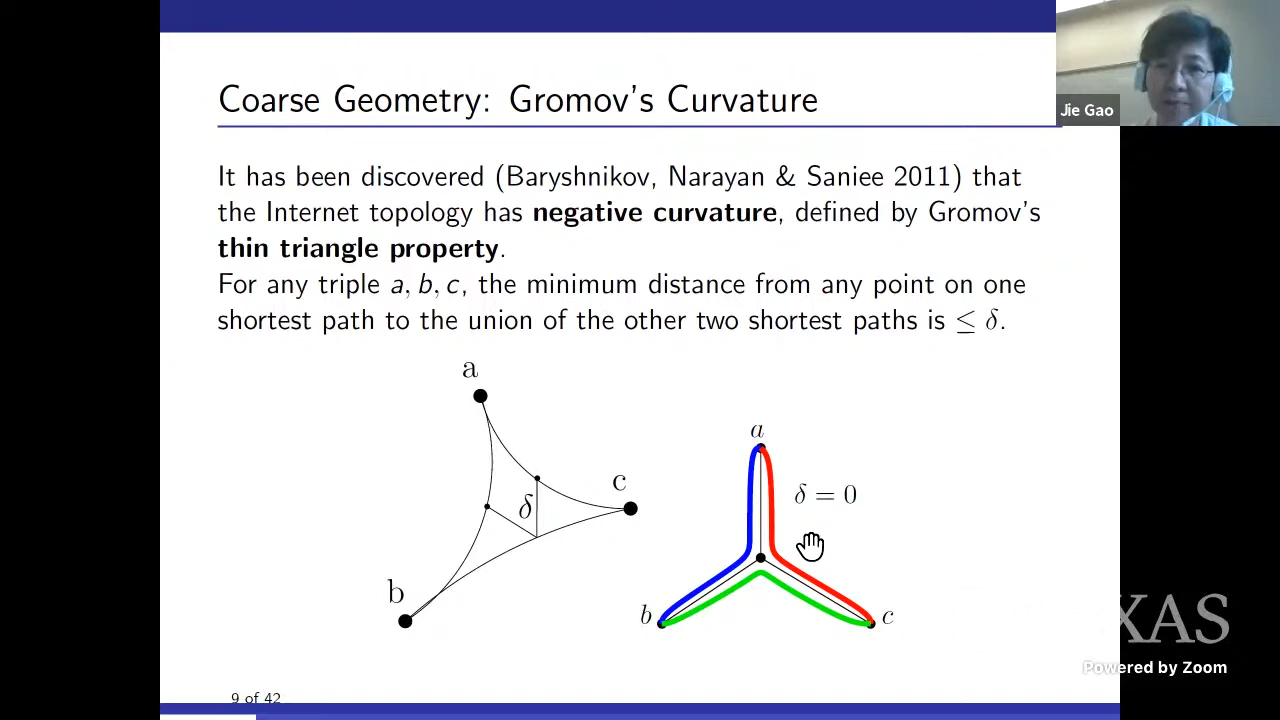 Coarse Geometry: Gromov's Curvature
Jie Gao
It has been discovered (Baryshnikov, Narayan & Saniee 2011) that
the Internet topology has negative curvature, defined by Gromov's
thin triangle property.
For any triple a, b, c, the minimum distance from any point on one
shortest path to the union of the other two shortest paths is ≤ δ.
a
c
δ
b
a
δ = 0
b
c
XAS
Powered by Zoom
9 of 42